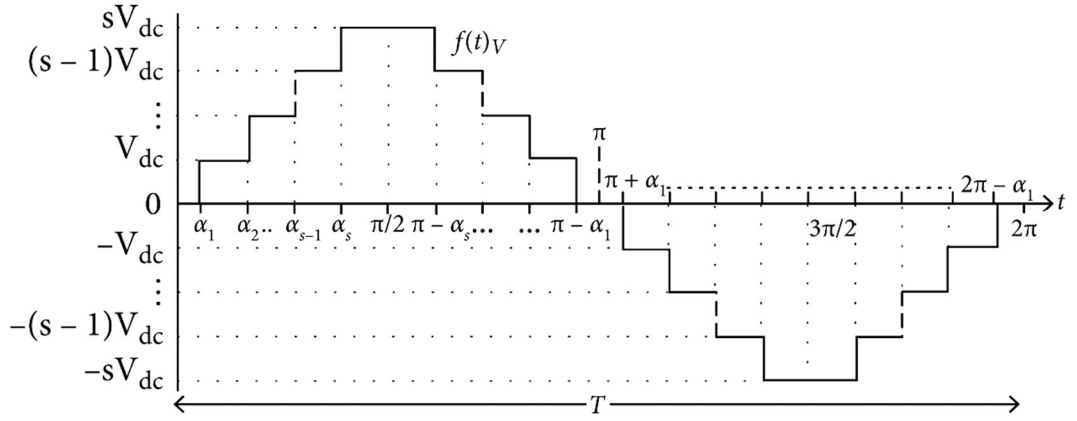 sV_dc
f(t)_V
(s – 1)V_dc
⋮
π
V_dc
π + α_1
2π – α_1
0
t
α_1 α_2.. α_{s–1} α_s π/2 π – α_s... ... π – α_1 3π/2 2π
–V_dc
⋮
–(s – 1)V_dc
–sV_dc
T